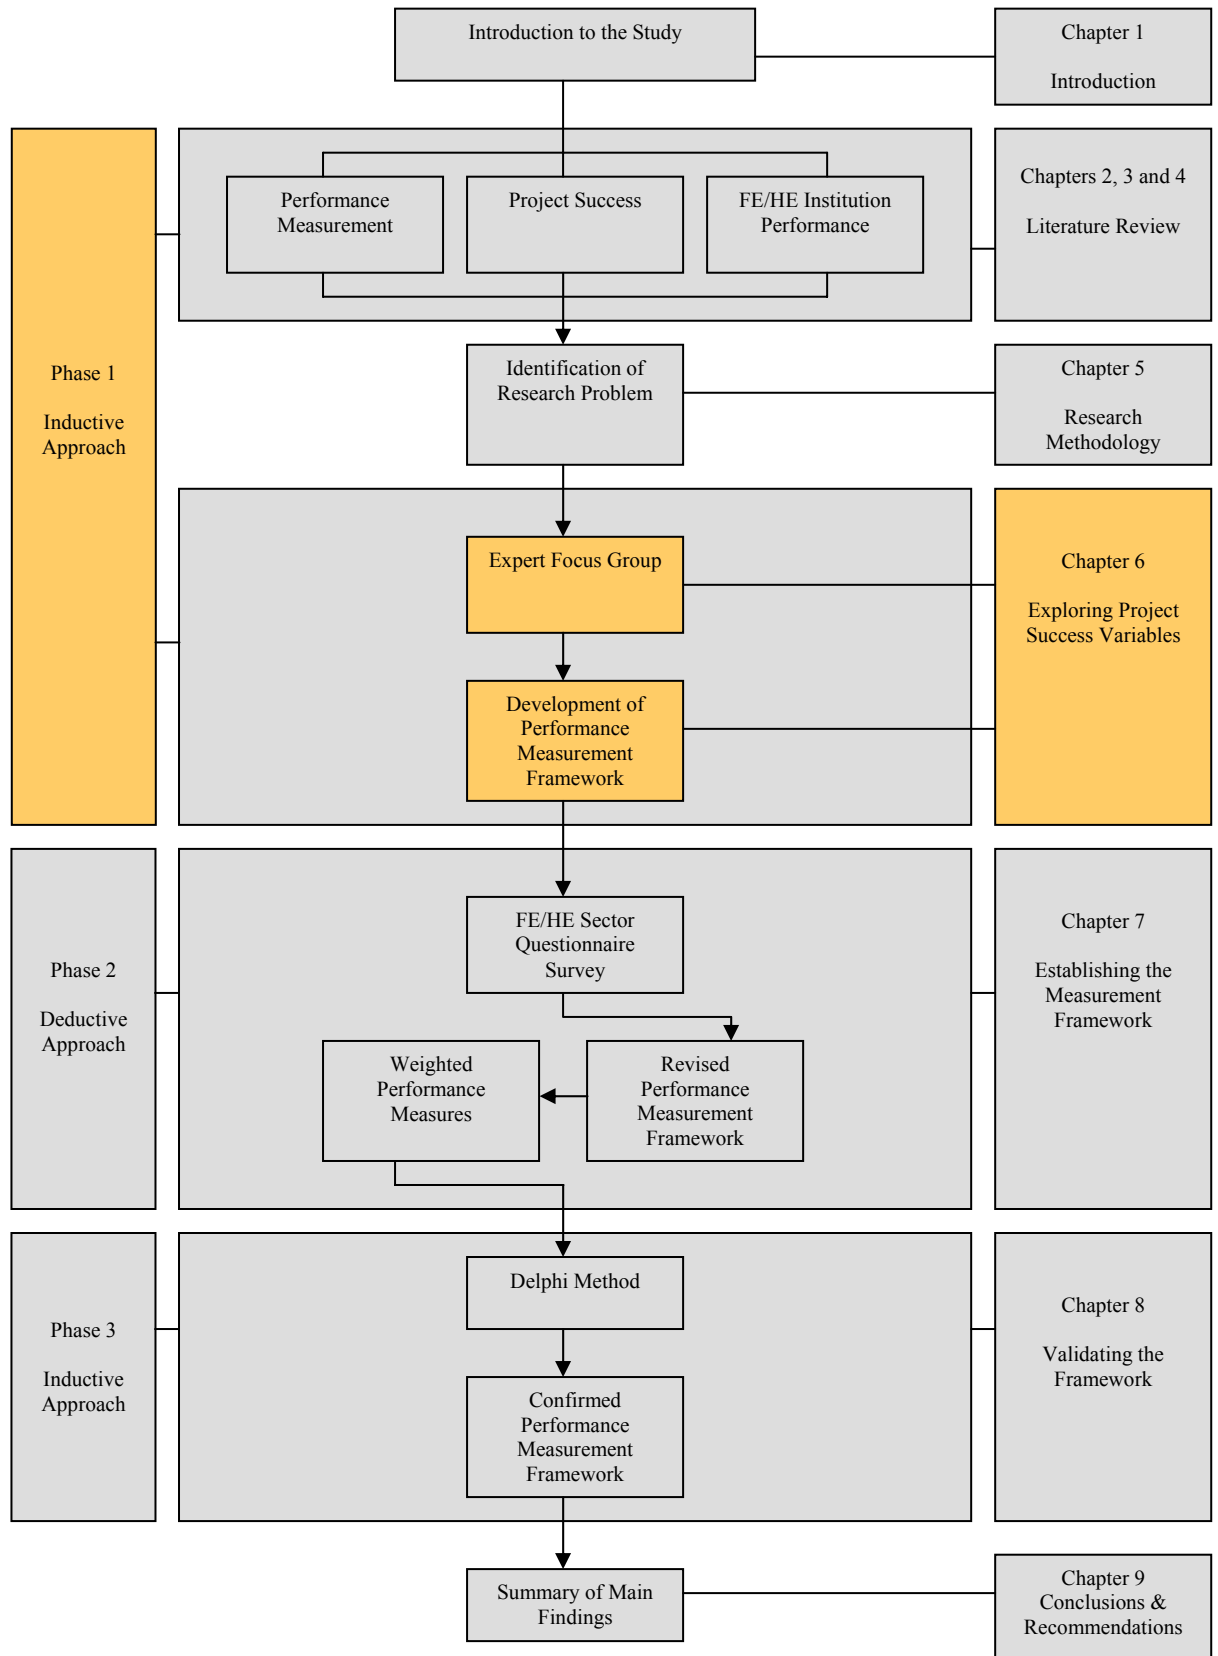 Introduction to the Study
Chapter 1
Introduction
Performance
Measurement
Project Success
FE/HE Institution
Performance
Chapters 2, 3 and 4
Literature Review
Phase 1
Inductive
Approach
Identification of
Research Problem
Chapter 5
Research
Methodology
Expert Focus Group
Chapter 6
Exploring Project
Success Variables
Development of
Performance
Measurement
Framework
Phase 2
Deductive
Approach
FE/HE Sector
Questionnaire
Survey
Chapter 7
Establishing the
Measurement
Framework
Weighted
Performance
Measures
Revised
Performance
Measurement
Framework
Phase 3
Inductive
Approach
Delphi Method
Chapter 8
Validating the
Framework
Confirmed
Performance
Measurement
Framework
Summary of Main
Findings
Chapter 9
Conclusions &
Recommendations